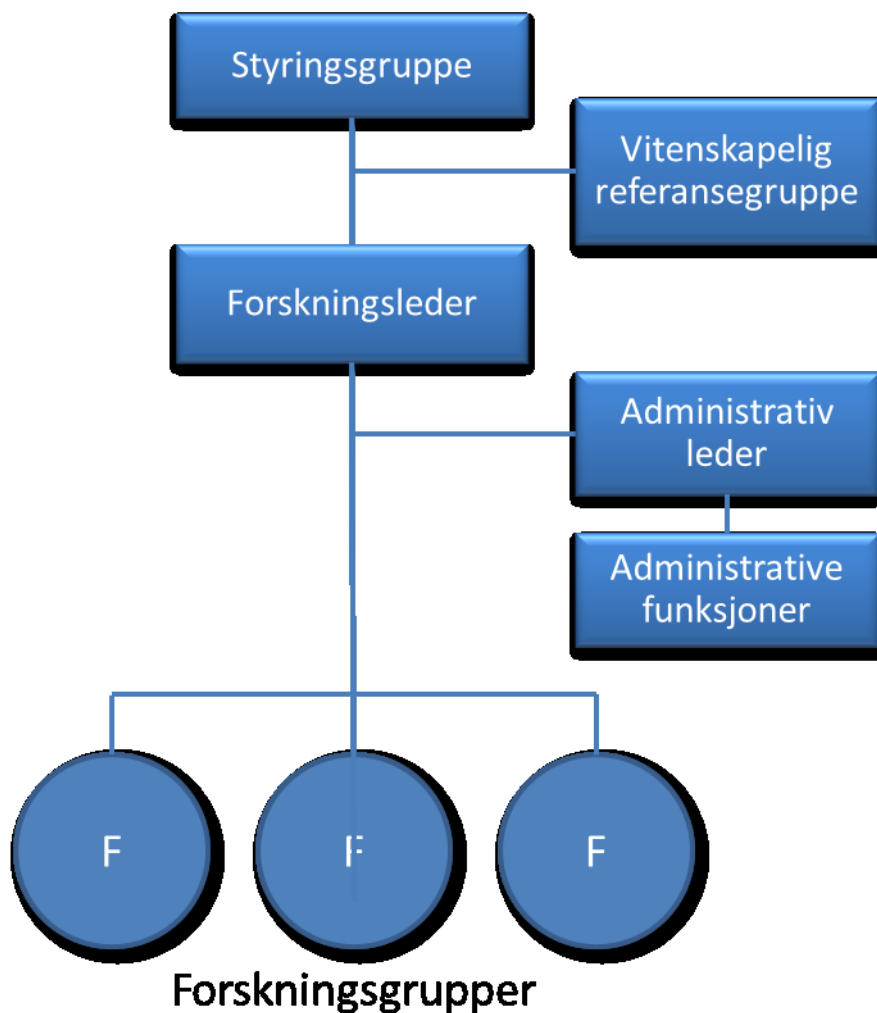 Styringsgruppe
Vitenskapelig
referansegruppe
Forskningsleder
Administrativ
leder
Administrative
funksjoner
F
F
F
Forskningsgrupper